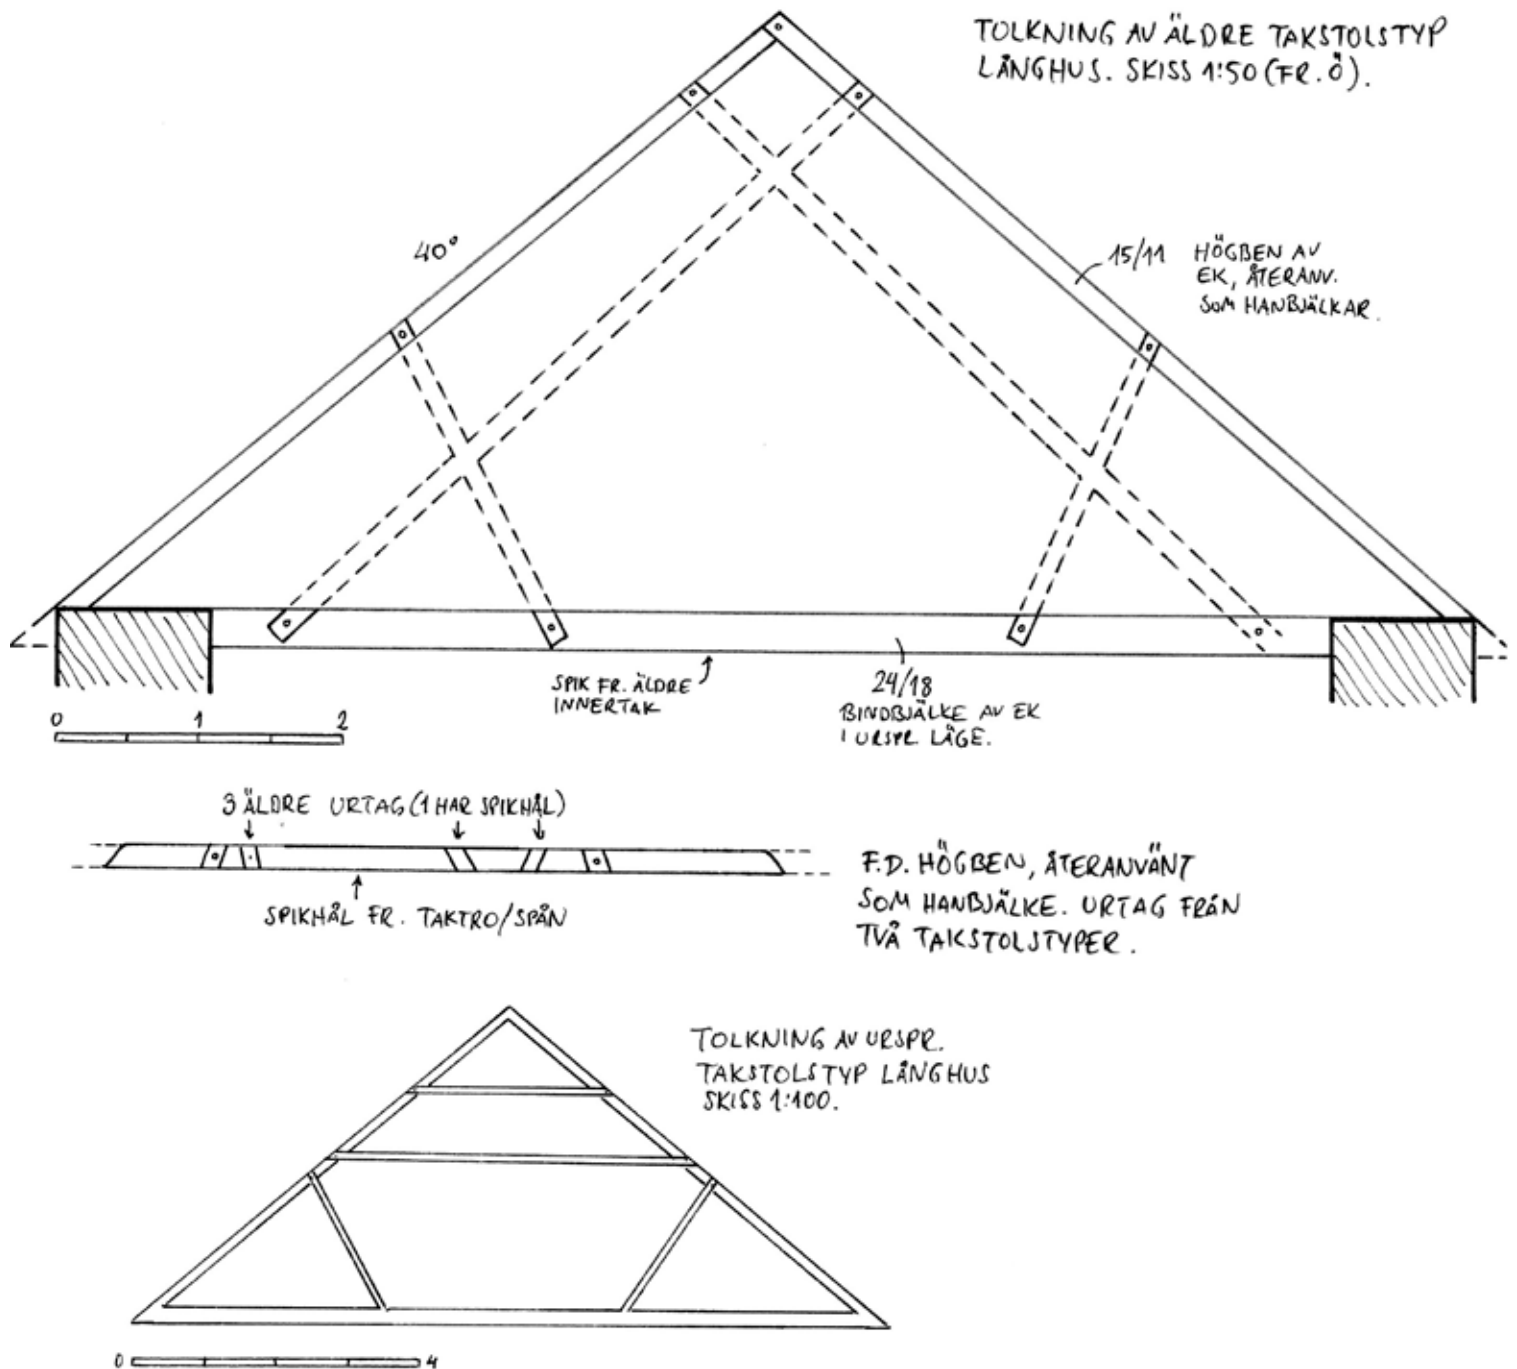 TOLKNING AV ÄLDRE TAKSTOLSTYP
LÅNGHUS. SKISS 1:50 (FR. Ö).
40°
15/11 HÖGBEN AV
EK, ÅTERANV.
SOM HANBJÄLKAR.
SPIK FR. ÄLDRE
INNERTAK
24/18
BINDBJÄLKE AV EK
I URSPR. LÄGE.
0 1 2
3 ÄLDRE URTAG (1 HAR SPIKHÅL)
SPIKHÅL FR. TAKTRO/SPÅN
F.D. HÖGBEN, ÅTERANVÄNT
SOM HANBJÄLKE. URTAG FRÅN
TVÅ TAKSTOLSTYPER.
TOLKNING AV URSPR.
TAKSTOLSTYP LÅNGHUS
SKISS 1:100.
0 4